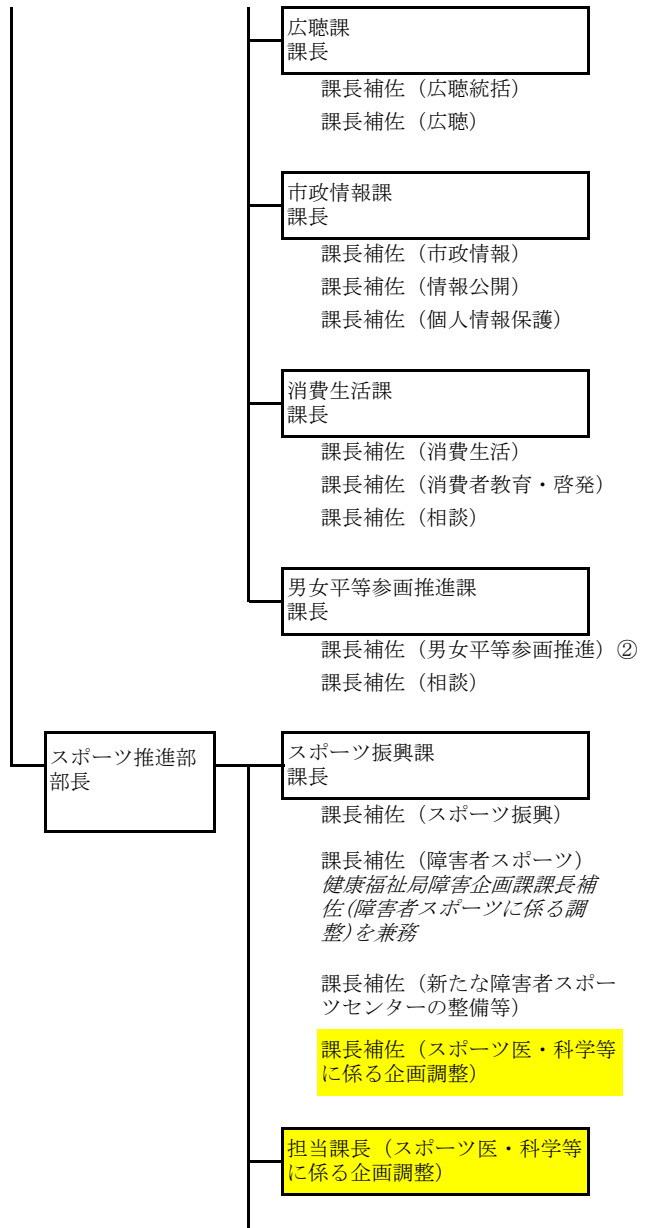 広聴課
課長
課長補佐（広聴統括）
課長補佐（広聴）
市政情報課
課長
課長補佐（市政情報）
課長補佐（情報公開）
課長補佐（個人情報保護）
消費生活課
課長
課長補佐（消費生活）
課長補佐（消費者教育・啓発）
課長補佐（相談）
男女平等参画推進課
課長
課長補佐（男女平等参画推進）②
課長補佐（相談）
スポーツ推進部
部長
スポーツ振興課
課長
課長補佐（スポーツ振興）
課長補佐（障害者スポーツ）
健康福祉局障害企画課課長補
佐(障害者スポーツに係る調
整)を兼務
課長補佐（新たな障害者スポー
ツセンターの整備等）
課長補佐（スポーツ医・科学等
に係る企画調整）
担当課長（スポーツ医・科学等
に係る企画調整）